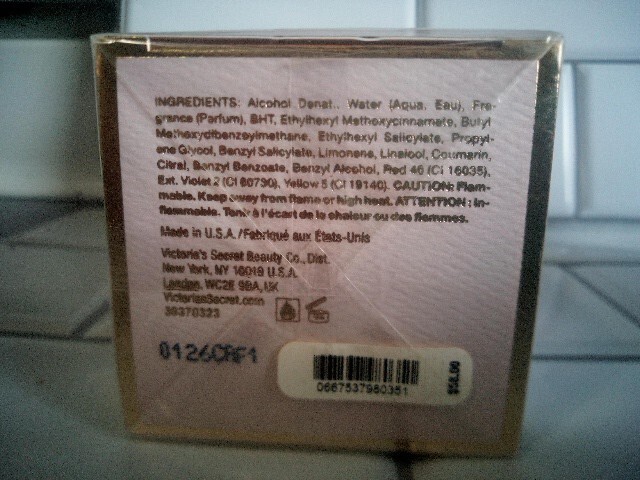 INGREDIENTS: Alcohol Denat., Water (Aqua, Eau), Fra-
grance (Parfum), BHT, Ethylhexyl Methoxycinnamate, Butyl
Methoxydibenzoylmethane, Ethylhexyl Salicylate, Propyl-
ene Glycol, Benzyl Salicylate, Limonene, Linalool, Coumarin,
Citral, Benzyl Benzoate, Benzyl Alcohol, Red 40 (CI 16035),
Ext. Violet 2 (CI 60730), Yellow 5 (CI 19140). CAUTION: Flam-
mable. Keep away from flame or high heat. ATTENTION : In-
flammable. Tenir à l'écart de la chaleur ou des flammes.
Made in U.S.A./Fabriqué aux États-Unis
Victoria's Secret Beauty Co., Dist.
New York, NY 10019 U.S.A.
London, WC2E 9BA, UK
VictoriasSecret.com
39370323
0126CRF1
0667537980351
$58.00